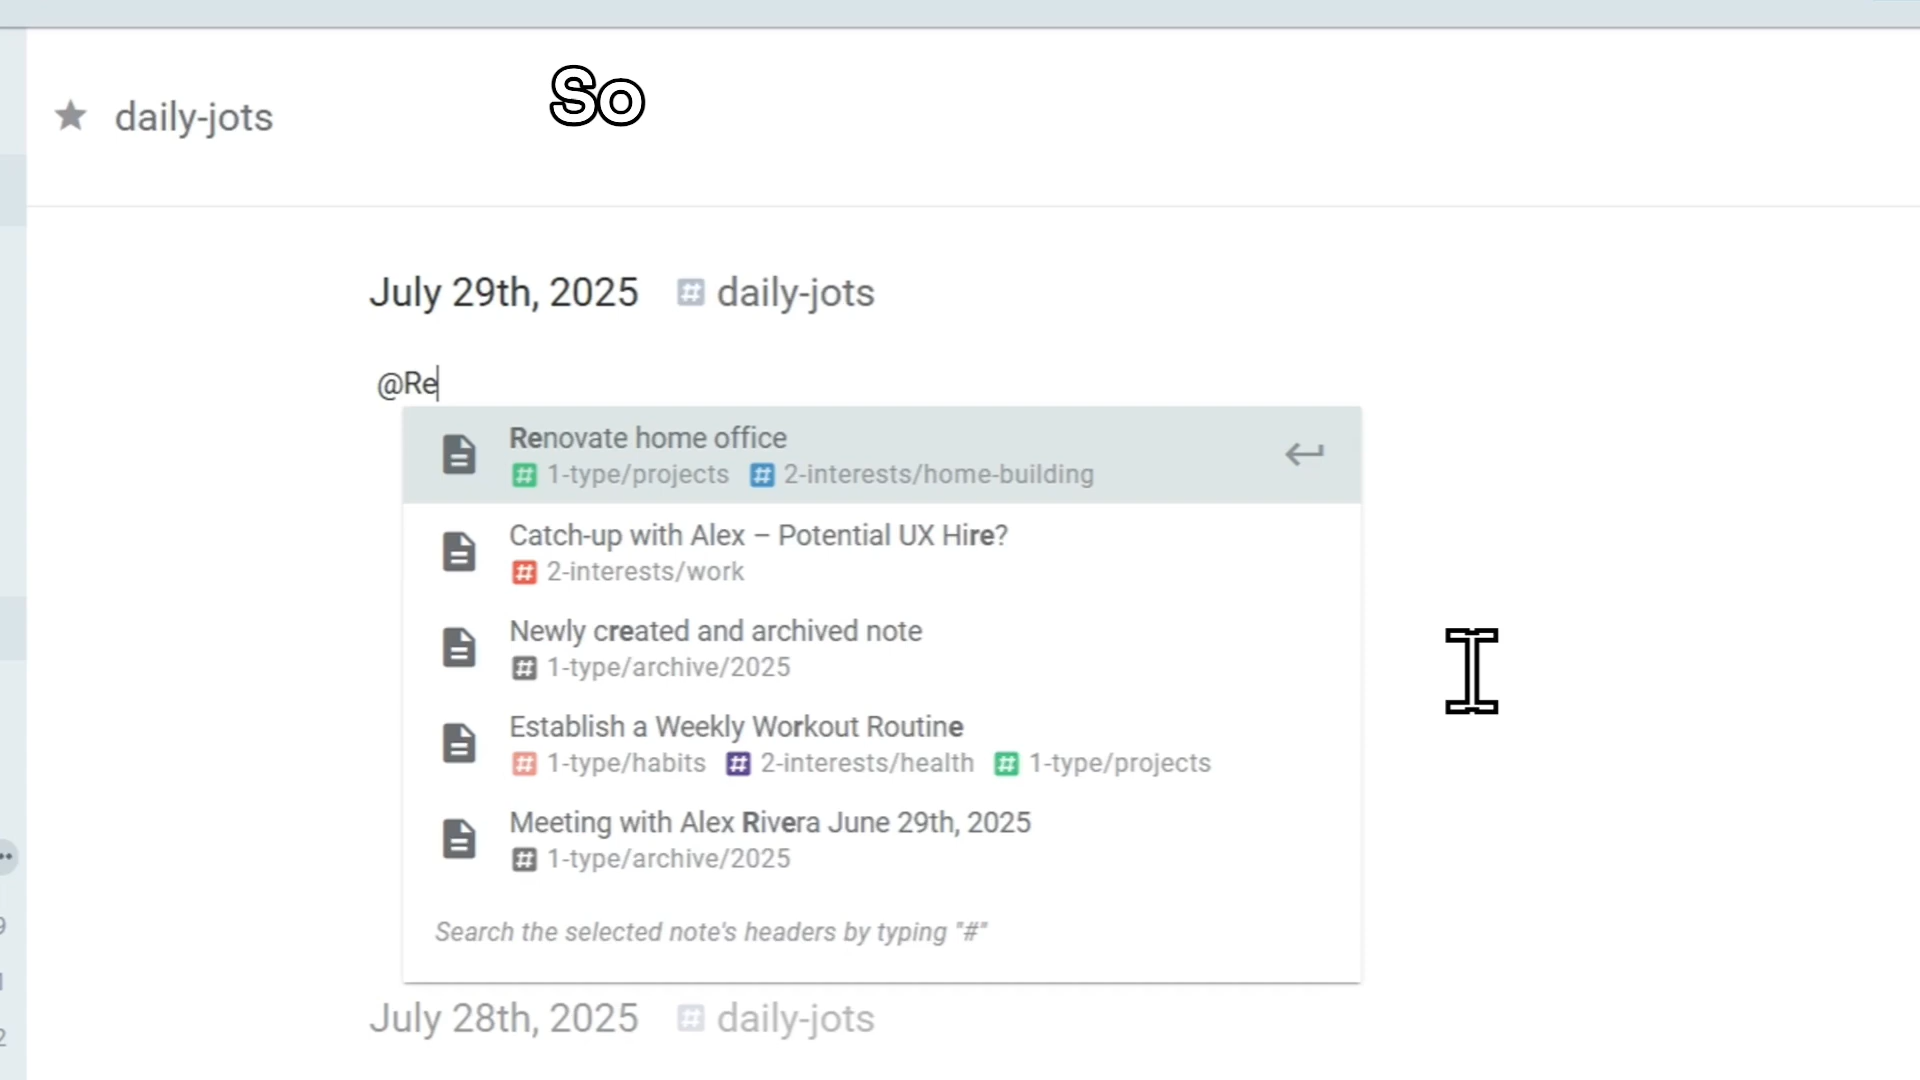 So
daily-jots
July 29th, 2025 # daily-jots
@Re
Renovate home office
# 1-type/projects # 2-interests/home-building
Catch-up with Alex – Potential UX Hire?
# 2-interests/work
Newly created and archived note
# 1-type/archive/2025
Establish a Weekly Workout Routine
# 1-type/habits # 2-interests/health # 1-type/projects
Meeting with Alex Rivera June 29th, 2025
# 1-type/archive/2025
Search the selected note's headers by typing "#"
July 28th, 2025 # daily-jots